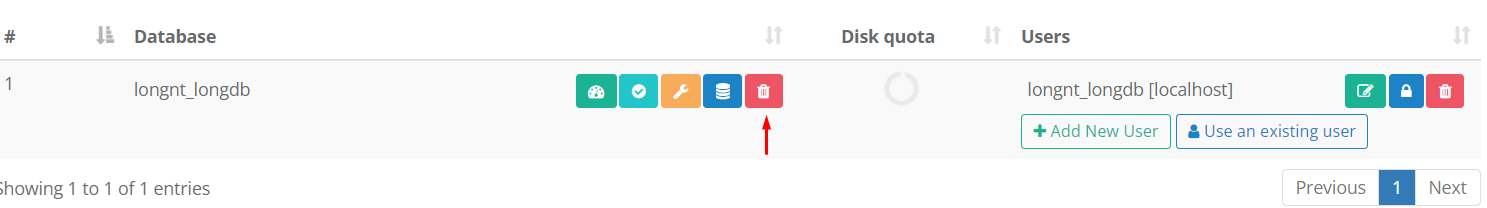 # Database Disk quota Users
1 longnt_longdb longnt_longdb [localhost]
Add New User Use an existing user
Showing 1 to 1 of 1 entries
Previous 1 Next